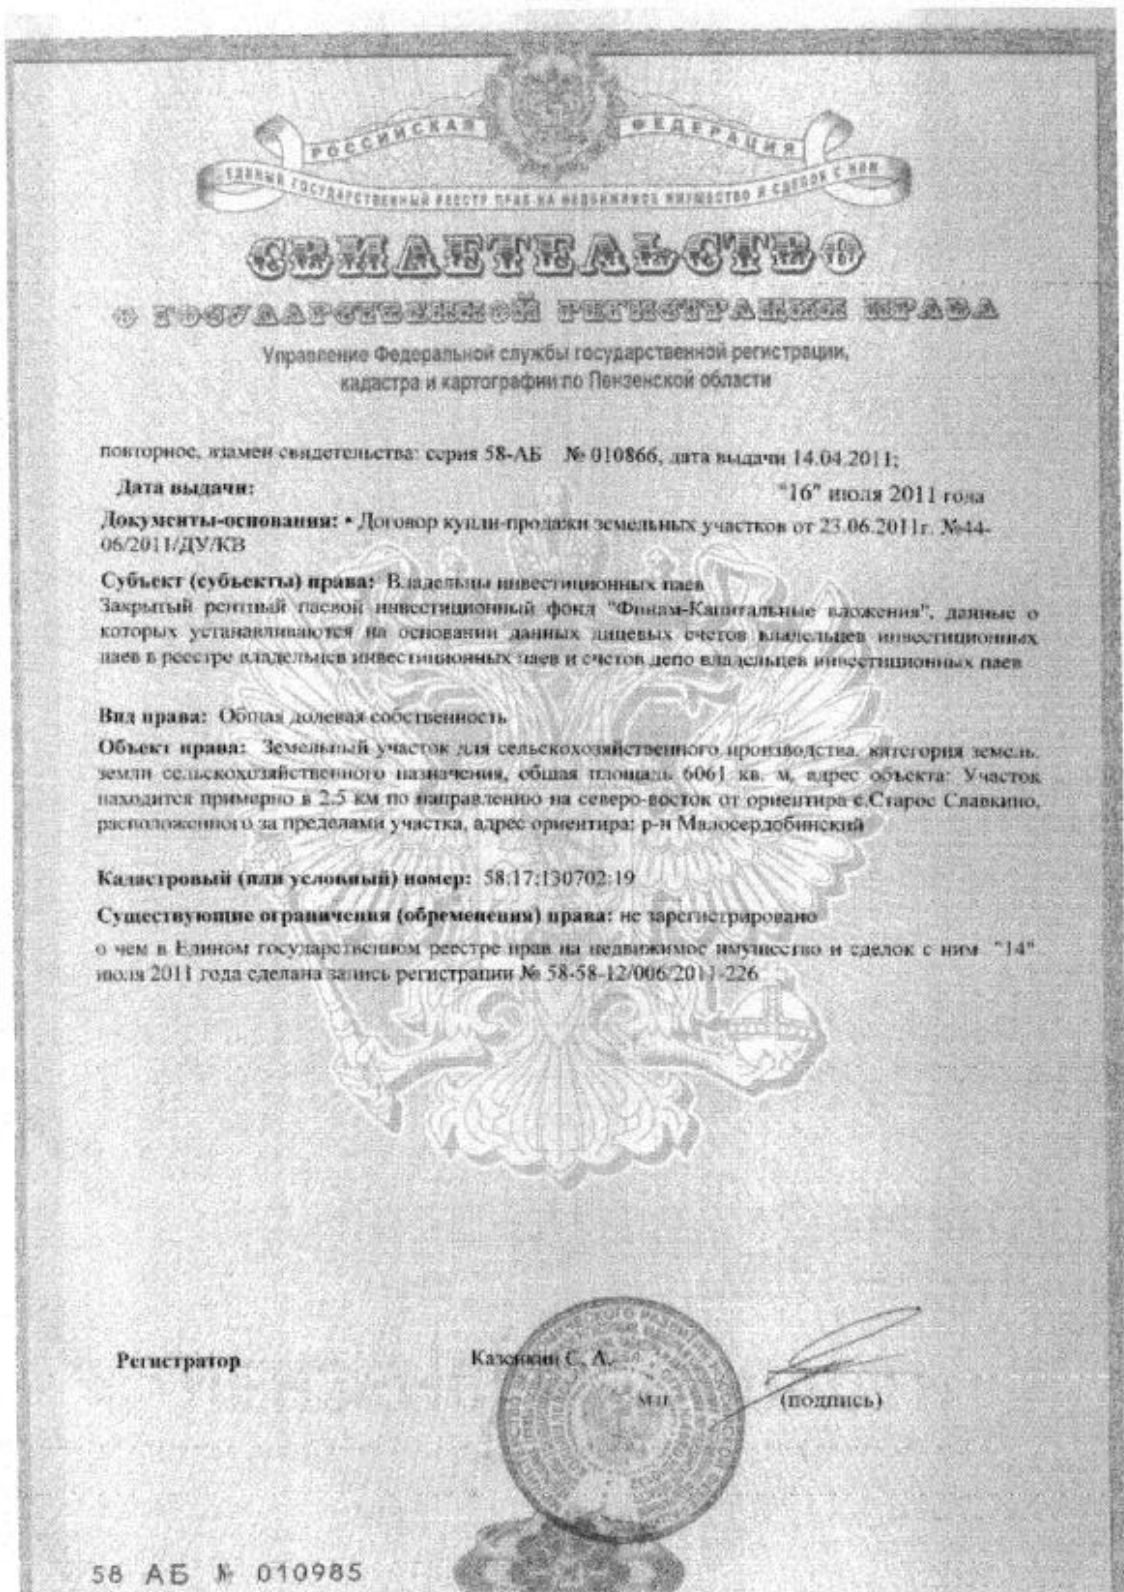 РОССИЙСКАЯ ФЕДЕРАЦИЯ
ЕДИНЫЙ ГОСУДАРСТВЕННЫЙ РЕЕСТР ПРАВ НА НЕДВИЖИМОЕ ИМУЩЕСТВО И СДЕЛОК С НИМ
СВИДЕТЕЛЬСТВО
О ГОСУДАРСТВЕННОЙ РЕГИСТРАЦИИ ПРАВА
Управление Федеральной службы государственной регистрации,
кадастра и картографии по Пензенской области
повторное, взамен свидетельства: серия 58-АБ № 010866, дата выдачи 14.04.2011;
Дата выдачи: "16" июля 2011 года
Документы-основания: • Договор купли-продажи земельных участков от 23.06.2011г. №44-
06/2011/ДУ/КВ
Субъект (субъекты) права: Владельцы инвестиционных паев
Закрытый рентный паевой инвестиционный фонд "Финам-Капитальные вложения", данные о
которых устанавливаются на основании данных лицевых счетов владельцев инвестиционных
паев в реестре владельцев инвестиционных паев и счетов депо владельцев инвестиционных паев
Вид права: Общая долевая собственность
Объект права: Земельный участок для сельскохозяйственного производства, категория земель:
земли сельскохозяйственного назначения, общая площадь 6061 кв. м, адрес объекта: Участок
находится примерно в 2.5 км по направлению на северо-восток от ориентира с.Старое Славкино,
расположенного за пределами участка, адрес ориентира: р-н Малосердобинский
Кадастровый (или условный) номер: 58:17:130702:19
Существующие ограничения (обременения) права: не зарегистрировано
о чем в Едином государственном реестре прав на недвижимое имущество и сделок с ним "14"
июля 2011 года сделана запись регистрации № 58-58-12/006/2011-226
Регистратор Казенкин С. А.
м.п. (подпись)
58 АБ № 010985